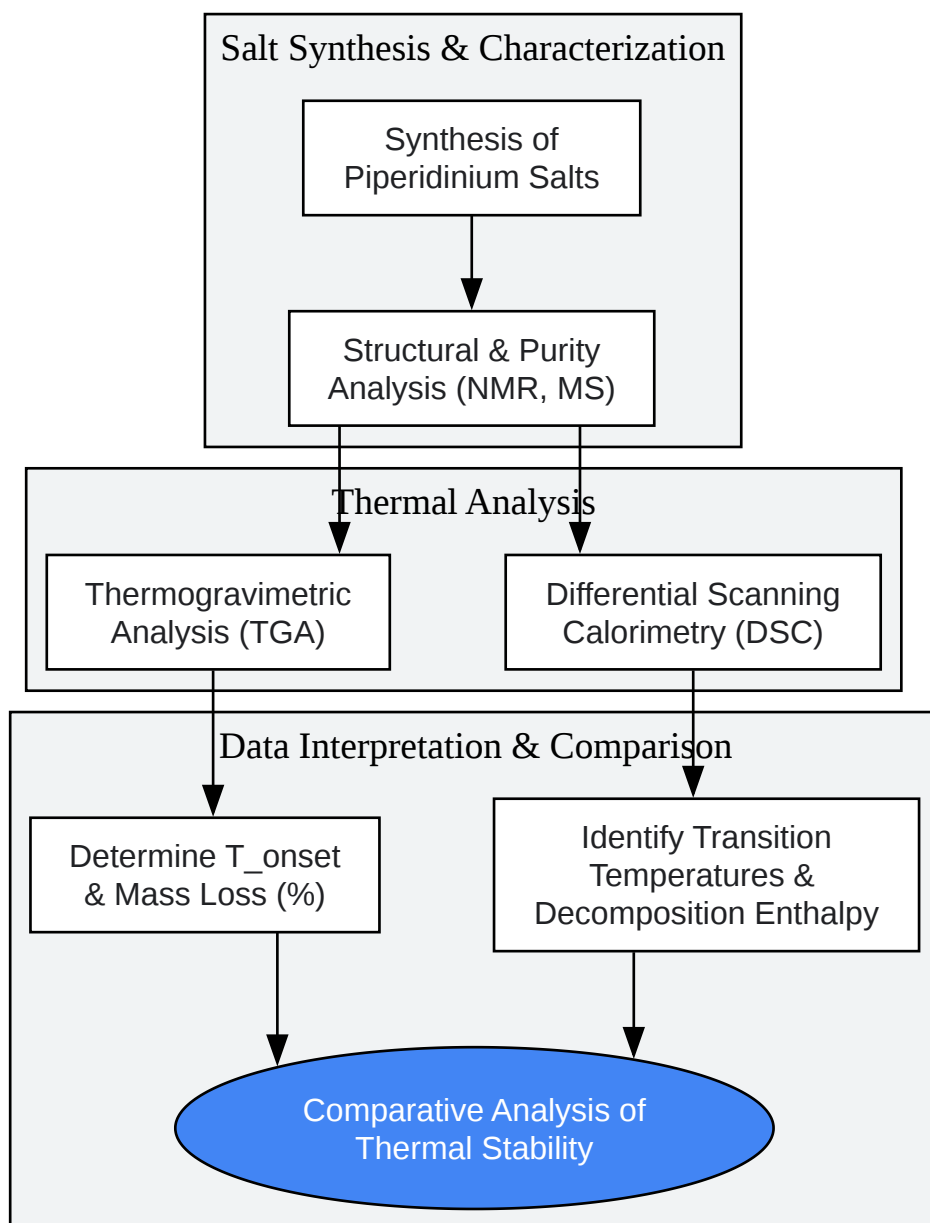 Salt Synthesis & Characterization
Synthesis of
Piperidinium Salts
Structural & Purity
Analysis (NMR, MS)
Thermal Analysis
Thermogravimetric
Analysis (TGA)
Differential Scanning
Calorimetry (DSC)
Data Interpretation & Comparison
Determine T_onset
& Mass Loss (%)
Identify Transition
Temperatures &
Decomposition Enthalpy
Comparative Analysis of
Thermal Stability